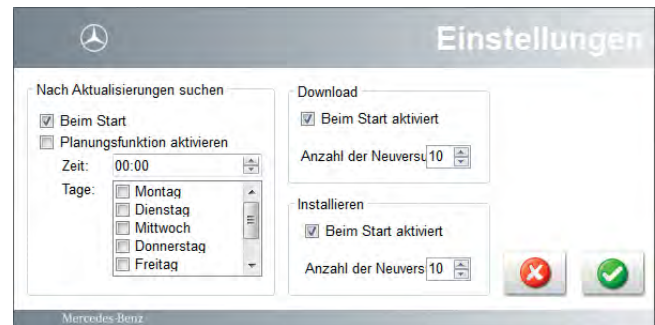 Einstellungen
Nach Aktualisierungen suchen
Beim Start
Planungsfunktion aktivieren
Zeit: 00:00
Tage: Montag
Dienstag
Mittwoch
Donnerstag
Freitag
Download
Beim Start aktiviert
Anzahl der Neuversu 10
Installieren
Beim Start aktiviert
Anzahl der Neuvers 10
Mercedes-Benz